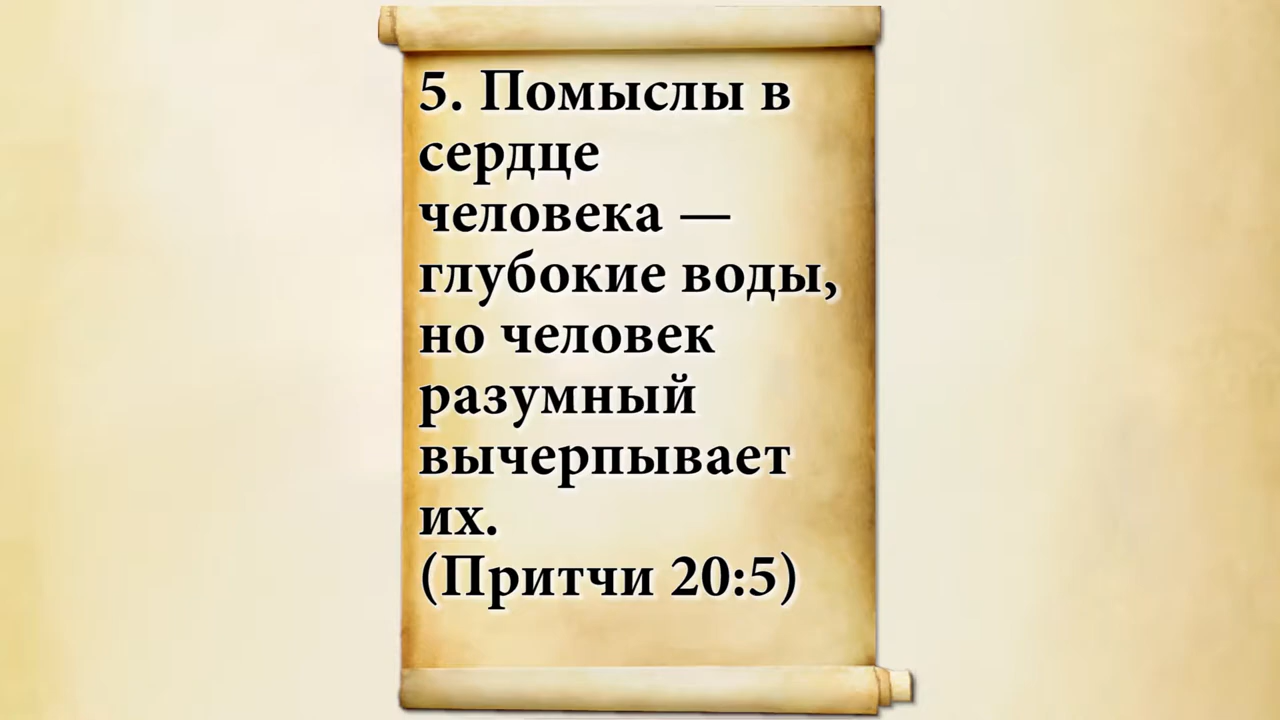 5. Помыслы в
сердце
человека —
глубокие воды,
но человек
разумный
вычерпывает
их.
(Притчи 20:5)